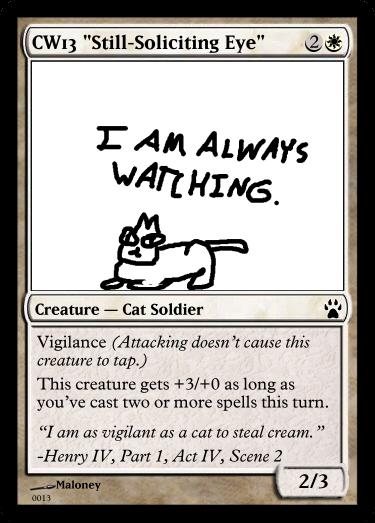 CW13 "Still-Soliciting Eye" 2
I AM ALWAYS
WATCHING.
Creature — Cat Soldier
Vigilance (Attacking doesn't cause this
creature to tap.)
This creature gets +3/+0 as long as
you've cast two or more spells this turn.
"I am as vigilant as a cat to steal cream."
-Henry IV, Part 1, Act IV, Scene 2
2/3
Maloney
0013